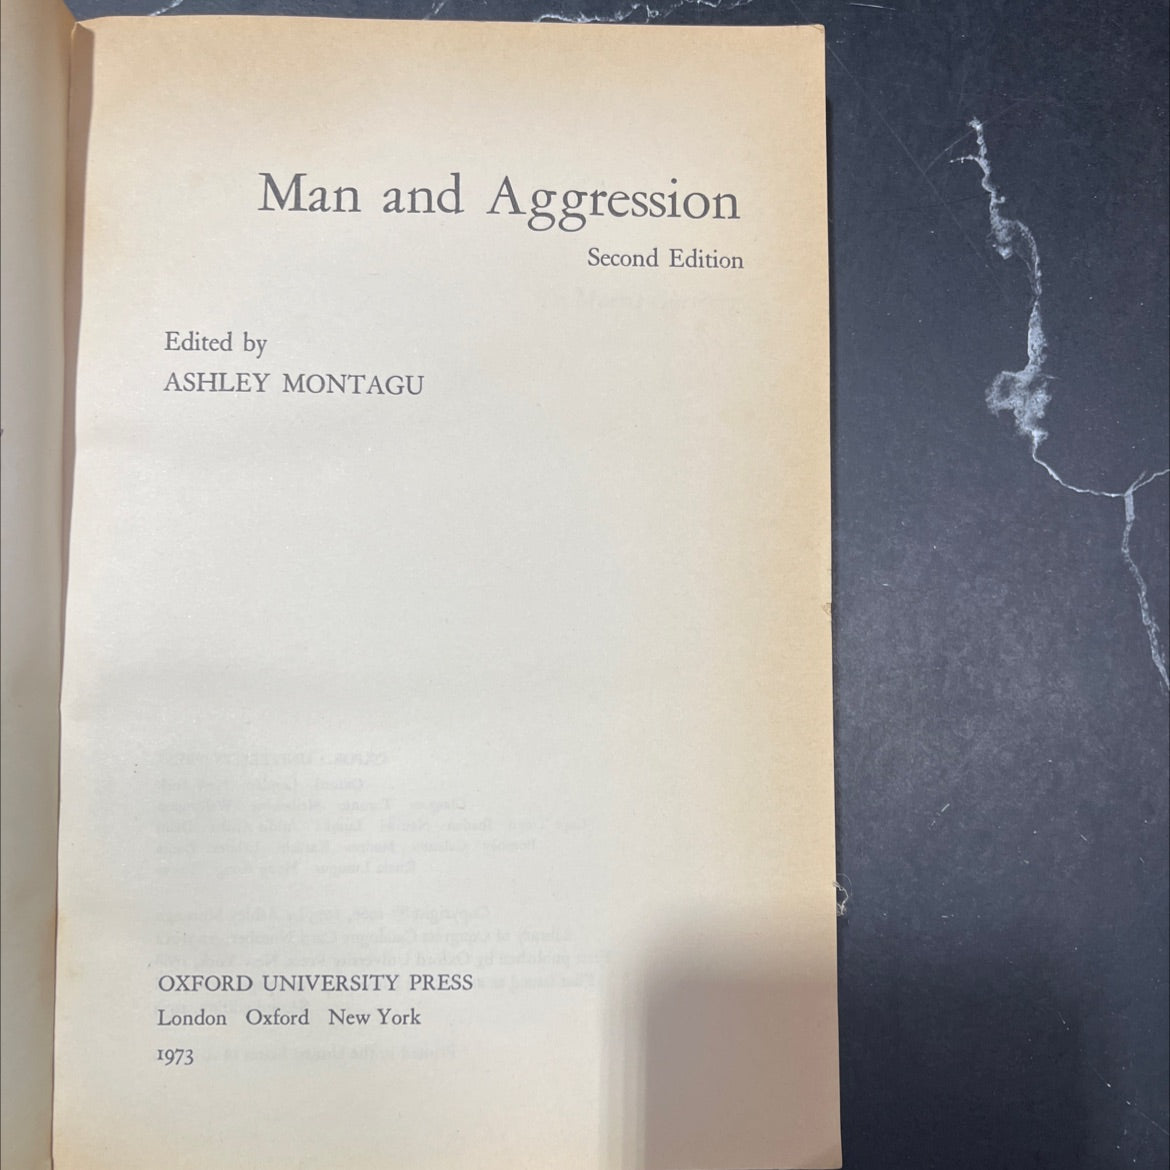 Man and Aggression
Second Edition
Edited by
ASHLEY MONTAGU
OXFORD UNIVERSITY PRESS
London Oxford New York
1973